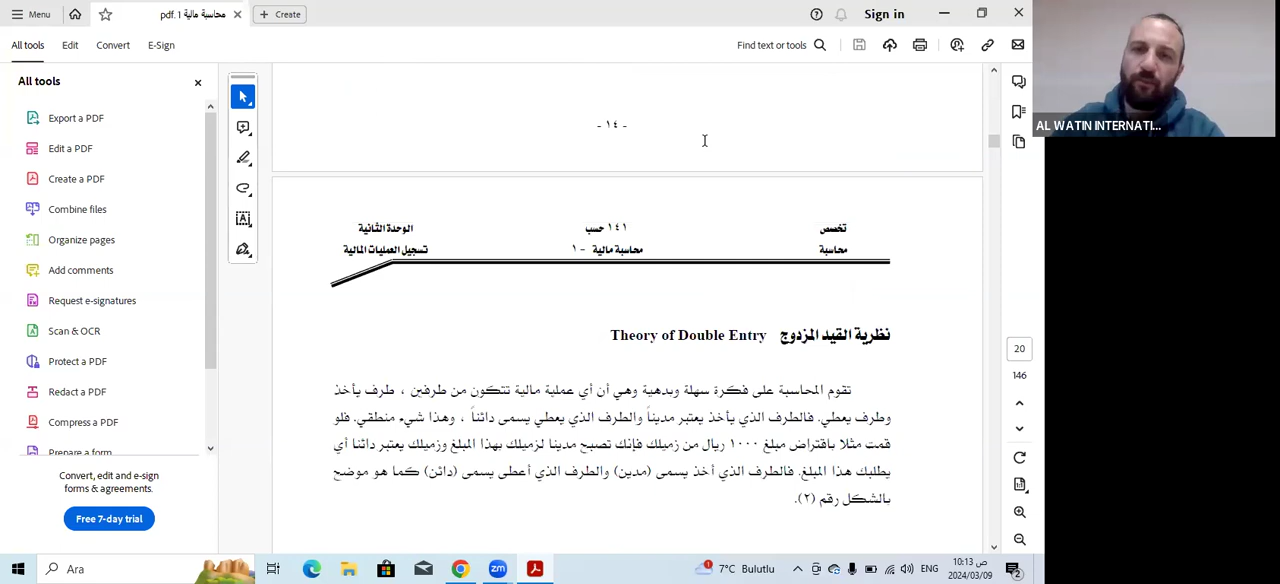 Menu
محاسبة مالية 1.pdf
Create
Sign in
All tools
Edit
Convert
E-Sign
Find text or tools
All tools
Export a PDF
Edit a PDF
Create a PDF
Combine files
Organize pages
Add comments
Request e-signatures
Scan & OCR
Protect a PDF
Redact a PDF
Compress a PDF
Prepare a form
Convert, edit and e-sign
forms & agreements.
Free 7-day trial
- ١٤ -
تخصص
١٤١ حسب
الوحدة الثانية
محاسبة
محاسبة مالية - ١
تسجيل العمليات المالية
نظرية القيد المزدوج Theory of Double Entry
تقوم المحاسبة على فكرة سهلة وبدهية وهي أن أي عملية مالية تتكون من طرفين ، طرف يأخذ
وطرف يعطي. فالطرف الذي يأخذ يعتبر مديناً والطرف الذي يعطي يسمى دائناً ، وهذا شيء منطقي. فلو
قمت مثلا باقتراض مبلغ ١٠٠٠ ريال من زميلك فإنك تصبح مدينا لزميلك بهذا المبلغ وزميلك يعتبر دائنا أي
يطلبك هذا المبلغ. فالطرف الذي أخذ يسمى (مدين) والطرف الذي أعطى يسمى (دائن) كما هو موضح
بالشكل رقم (٢).
20
146
AL WATIN INTERNATI...
Ara
zm
1
7°C Bulutlu
ENG
ص 10:13
2024/03/09
2